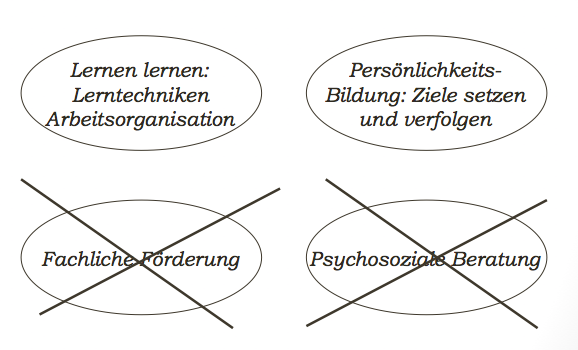 Lernen lernen:
Lerntechniken
Arbeitsorganisation
Persönlichkeits-
Bildung: Ziele setzen
und verfolgen
Fachliche Förderung
Psychosoziale Beratung